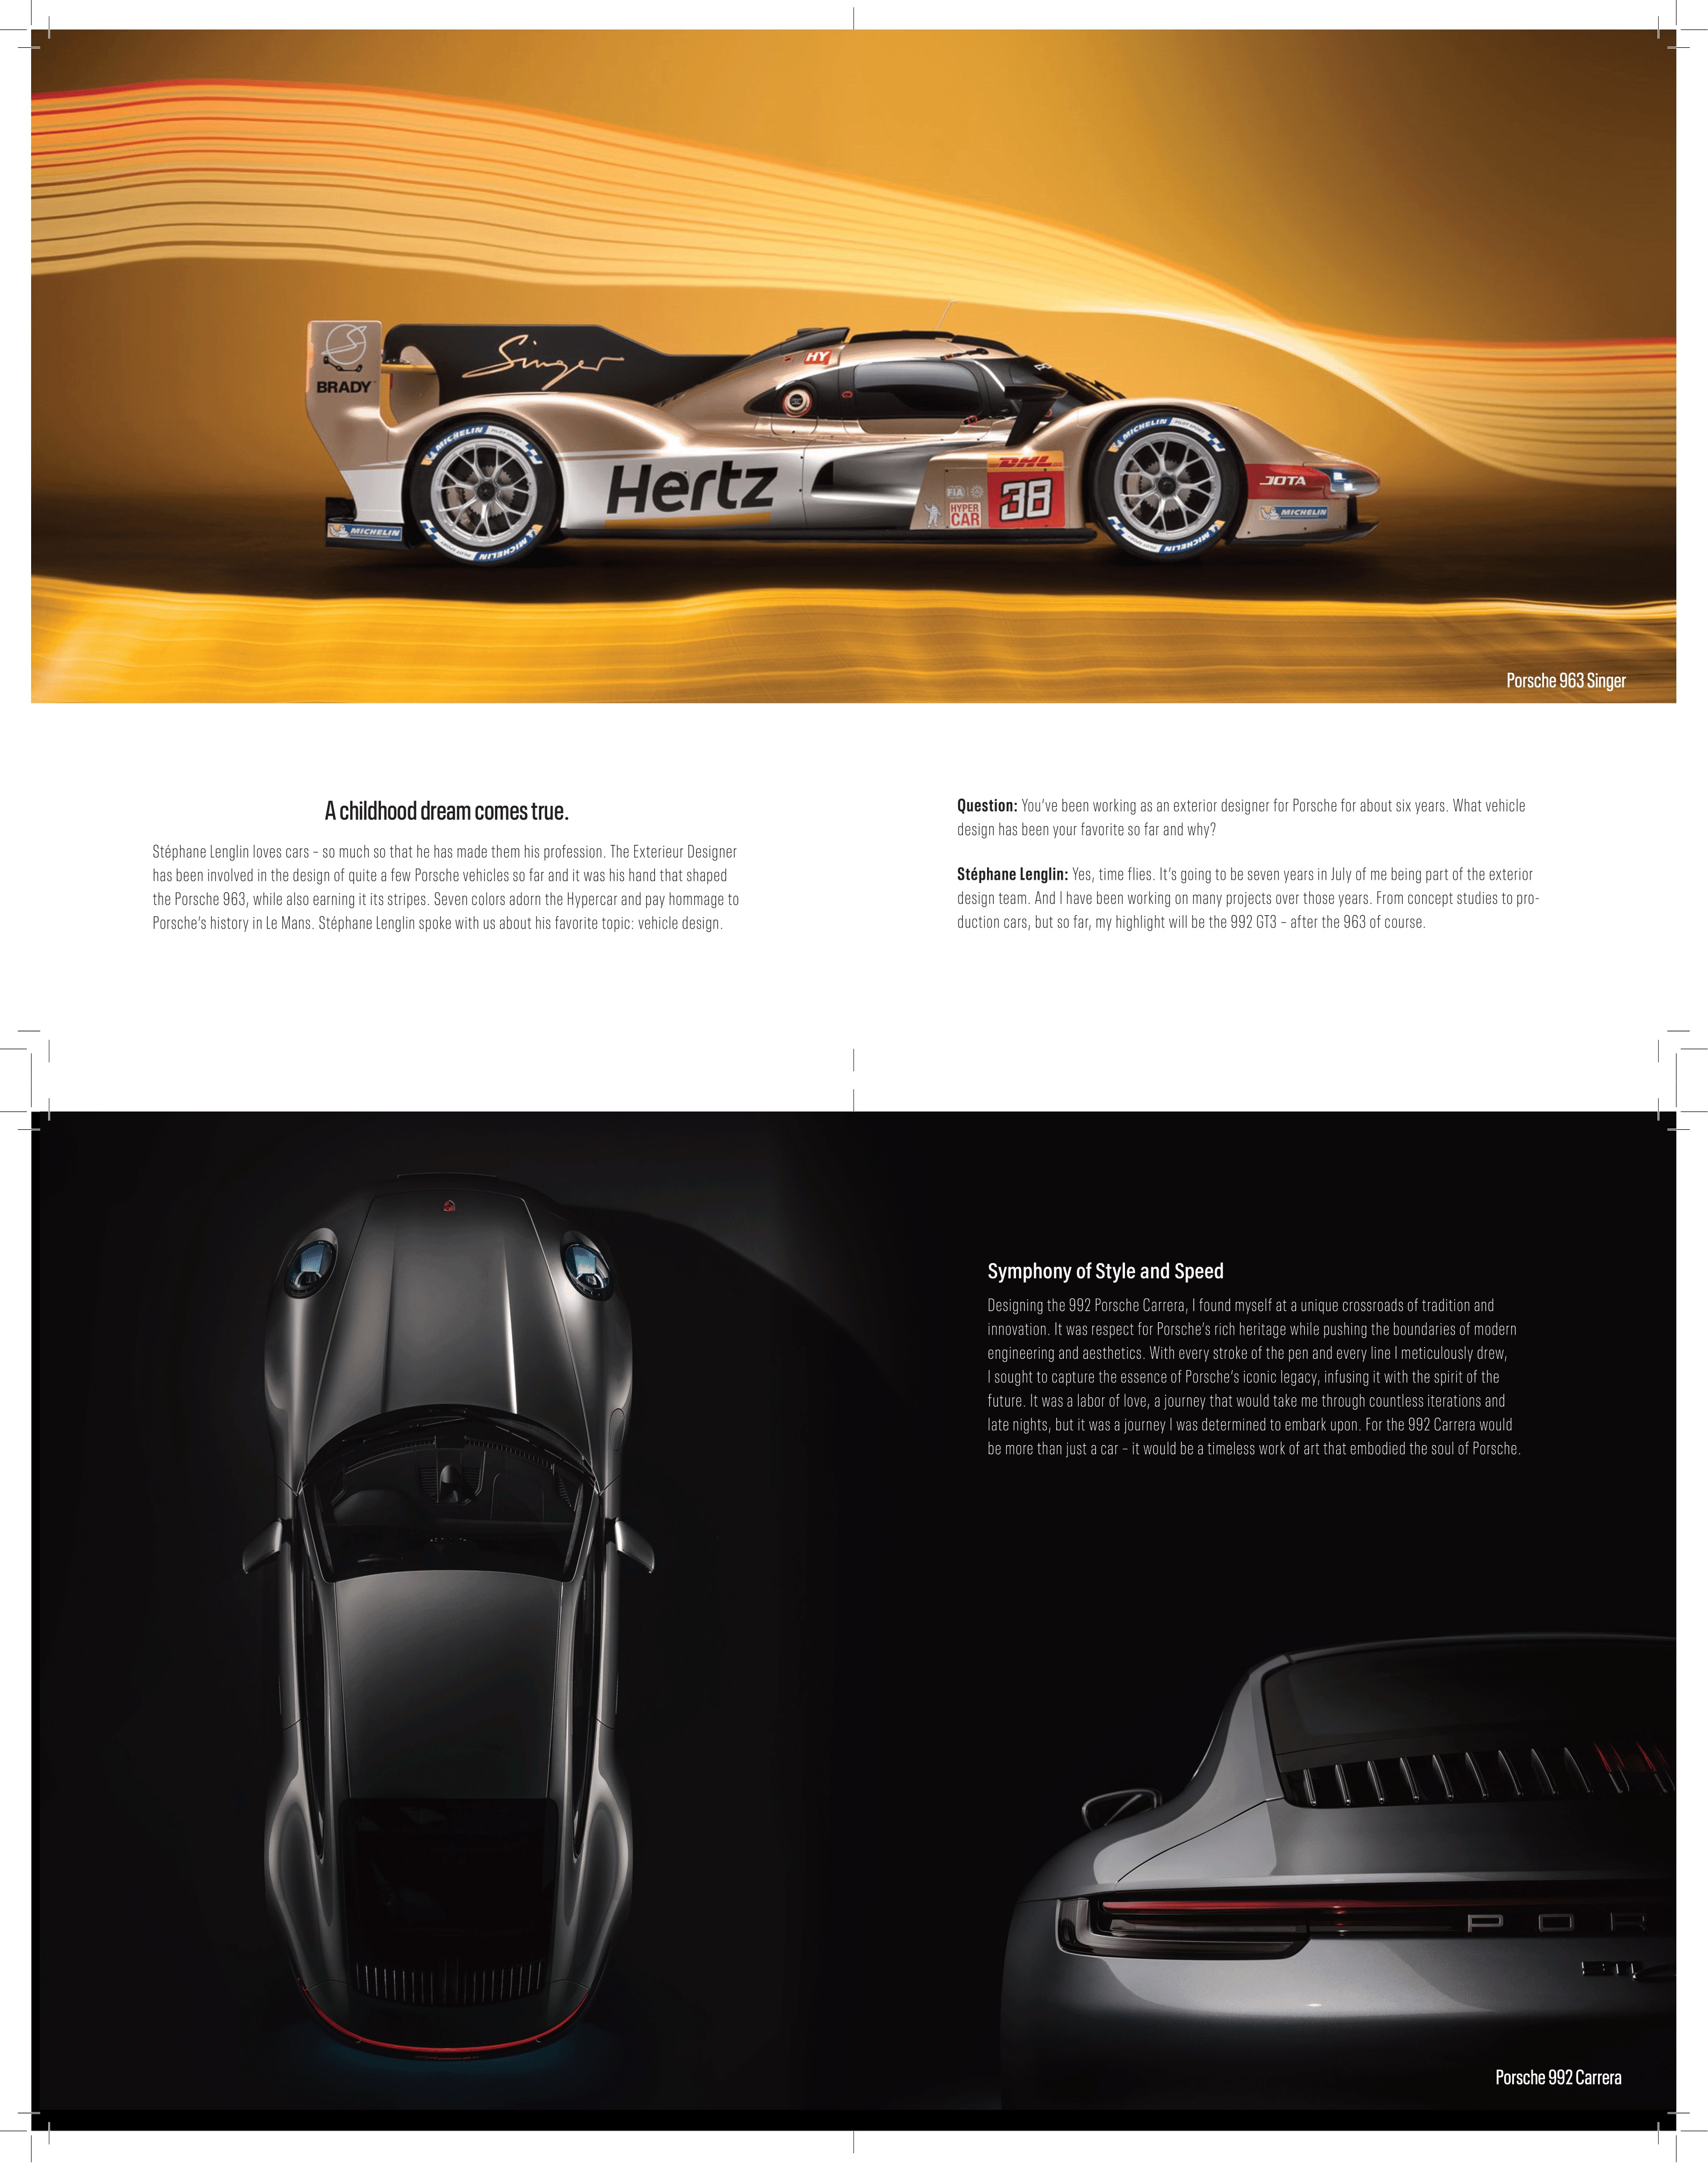 BRADY
Singer
HY
MICHELIN PILOT SPORT
MICHELIN PILOT SPORT
Hertz
DHL
FIA
HYPER
CAR
38
JOTA
MICHELIN
MICHELIN
MICHELIN
MICHELIN
Porsche 963 Singer
A childhood dream comes true.
Stéphane Lenglin loves cars – so much so that he has made them his profession. The Exterieur Designer
has been involved in the design of quite a few Porsche vehicles so far and it was his hand that shaped
the Porsche 963, while also earning it its stripes. Seven colors adorn the Hypercar and pay hommage to
Porsche's history in Le Mans. Stéphane Lenglin spoke with us about his favorite topic: vehicle design.
Question: You've been working as an exterior designer for Porsche for about six years. What vehicle
design has been your favorite so far and why?
Stéphane Lenglin: Yes, time flies. It's going to be seven years in July of me being part of the exterior
design team. And I have been working on many projects over those years. From concept studies to pro-
duction cars, but so far, my highlight will be the 992 GT3 – after the 963 of course.
Symphony of Style and Speed
Designing the 992 Porsche Carrera, I found myself at a unique crossroads of tradition and
innovation. It was respect for Porsche's rich heritage while pushing the boundaries of modern
engineering and aesthetics. With every stroke of the pen and every line I meticulously drew,
I sought to capture the essence of Porsche's iconic legacy, infusing it with the spirit of the
future. It was a labor of love, a journey that would take me through countless iterations and
late nights, but it was a journey I was determined to embark upon. For the 992 Carrera would
be more than just a car – it would be a timeless work of art that embodied the soul of Porsche.
POR
Porsche 992 Carrera